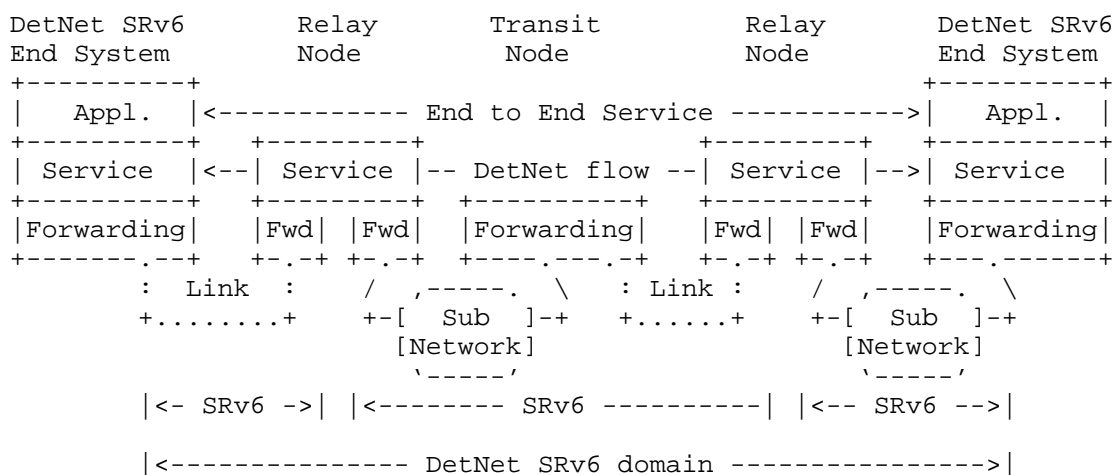 DetNet SRv6        Relay           Transit           Relay        DetNet SRv6
End System         Node             Node             Node         End System
+----------+                                                      +----------+
|   Appl.  |<------------ End to End Service ----------->|   Appl.  |
+----------+   +---------+                    +---------+   +----------+
| Service  |<--| Service |-- DetNet flow --| Service |-->| Service  |
+----------+   +---------+  +----------+   +---------+   +----------+
|Forwarding|   |Fwd| |Fwd|  |Forwarding|   |Fwd| |Fwd|   |Forwarding|
+-------.--+   +-.-+ +-.-+  +----.---.-+   +-.-+ +-.-+   +---.------+
:  Link  :     /  ,-----.  \   : Link :     /  ,-----.  \
+........+     +-[  Sub  ]-+   +......+     +-[  Sub  ]-+
[Network]                     [Network]
`-----'                       `-----'
|<- SRv6 ->| |<-------- SRv6 ----------| |<-- SRv6 -->|
|<--------------- DetNet SRv6 domain ---------------->|